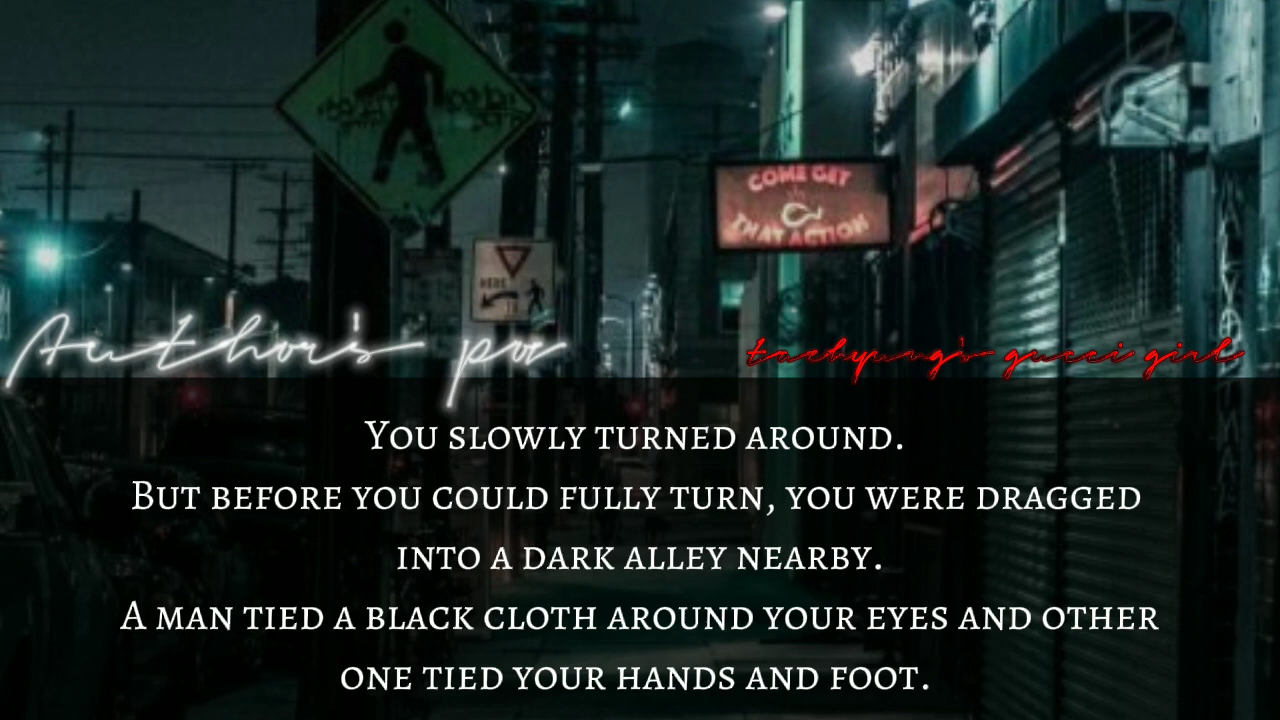 COME GET
THAT ACTION
HERE
TO
Author's pov
taehyung's gucci girl
You slowly turned around.
But before you could fully turn, you were dragged
into a dark alley nearby.
A man tied a black cloth around your eyes and other
one tied your hands and foot.